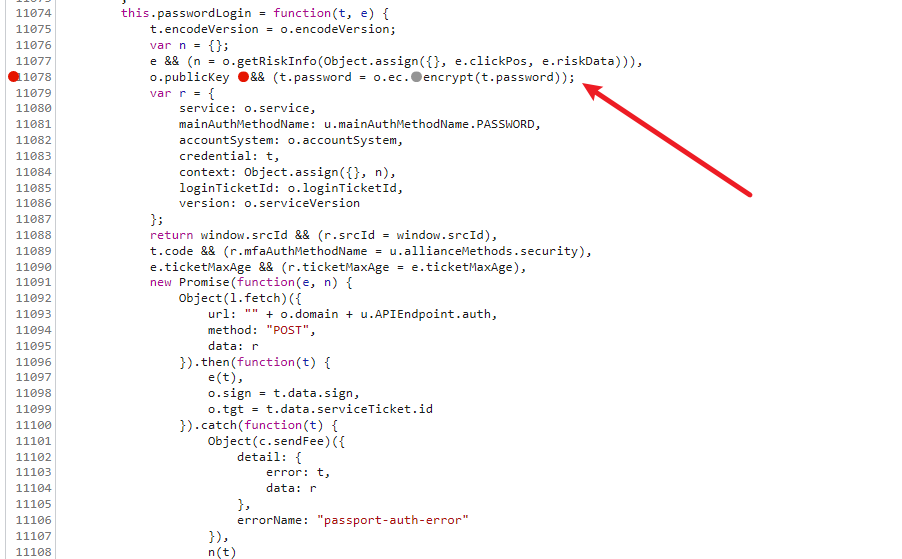 11073 };
11074 this.passwordLogin = function(t, e) {
11075 t.encodeVersion = o.encodeVersion;
11076 var n = {};
11077 e && (n = o.getRiskInfo(Object.assign({}, e.clickPos, e.riskData))),
11078 o.publicKey && (t.password = o.ec.encrypt(t.password));
11079 var r = {
11080 service: o.service,
11081 mainAuthMethodName: u.mainAuthMethodName.PASSWORD,
11082 accountSystem: o.accountSystem,
11083 credential: t,
11084 context: Object.assign({}, n),
11085 loginTicketId: o.loginTicketId,
11086 version: o.serviceVersion
11087 };
11088 return window.srcId && (r.srcId = window.srcId),
11089 t.code && (r.mfaAuthMethodName = u.allianceMethods.security),
11090 e.ticketMaxAge && (r.ticketMaxAge = e.ticketMaxAge),
11091 new Promise(function(e, n) {
11092 Object(l.fetch)({
11093 url: "" + o.domain + u.APIEndpoint.auth,
11094 method: "POST",
11095 data: r
11096 }).then(function(t) {
11097 e(t),
11098 o.sign = t.data.sign,
11099 o.tgt = t.data.serviceTicket.id
11100 }).catch(function(t) {
11101 Object(c.sendFee)({
11102 detail: {
11103 error: t,
11104 data: r
11105 },
11106 errorName: "passport-auth-error"
11107 }),
11108 n(t)